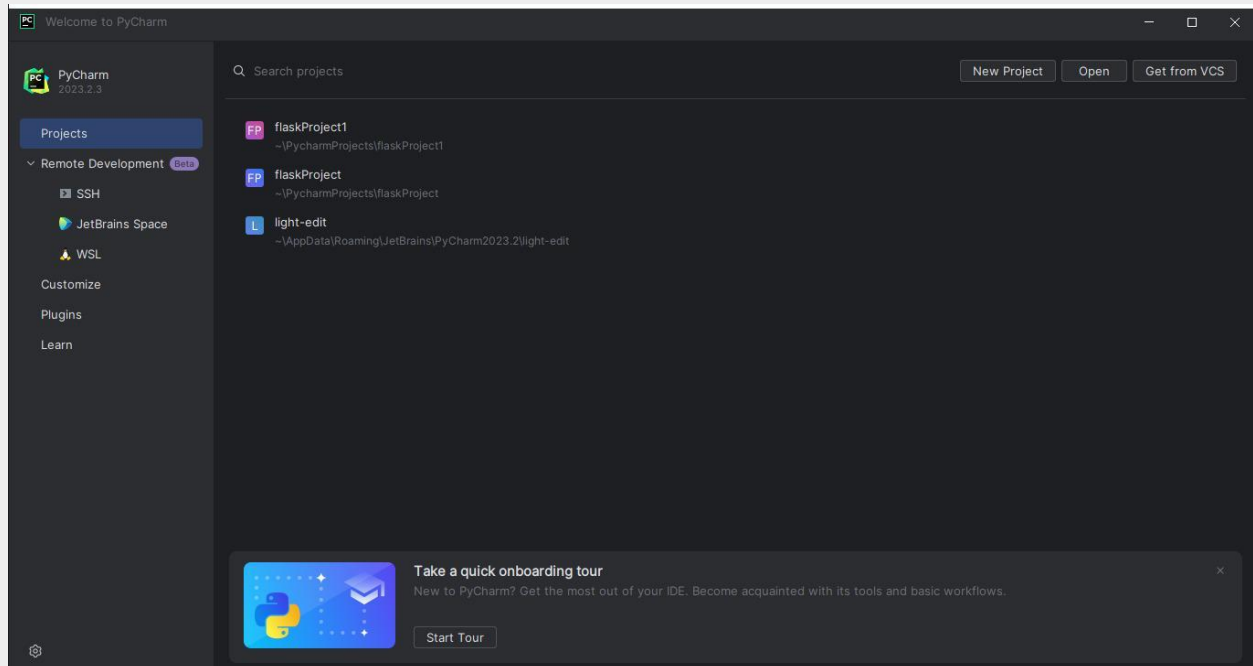 PC Welcome to PyCharm
PC PyCharm
2023.2.3
Projects
Remote Development Beta
SSH
JetBrains Space
WSL
Customize
Plugins
Learn
Search projects
New Project Open Get from VCS
FP flaskProject1
~\PycharmProjects\flaskProject1
FP flaskProject
~\PycharmProjects\flaskProject
L light-edit
~\AppData\Roaming\JetBrains\PyCharm2023.2\light-edit
Take a quick onboarding tour
New to PyCharm? Get the most out of your IDE. Become acquainted with its tools and basic workflows.
Start Tour